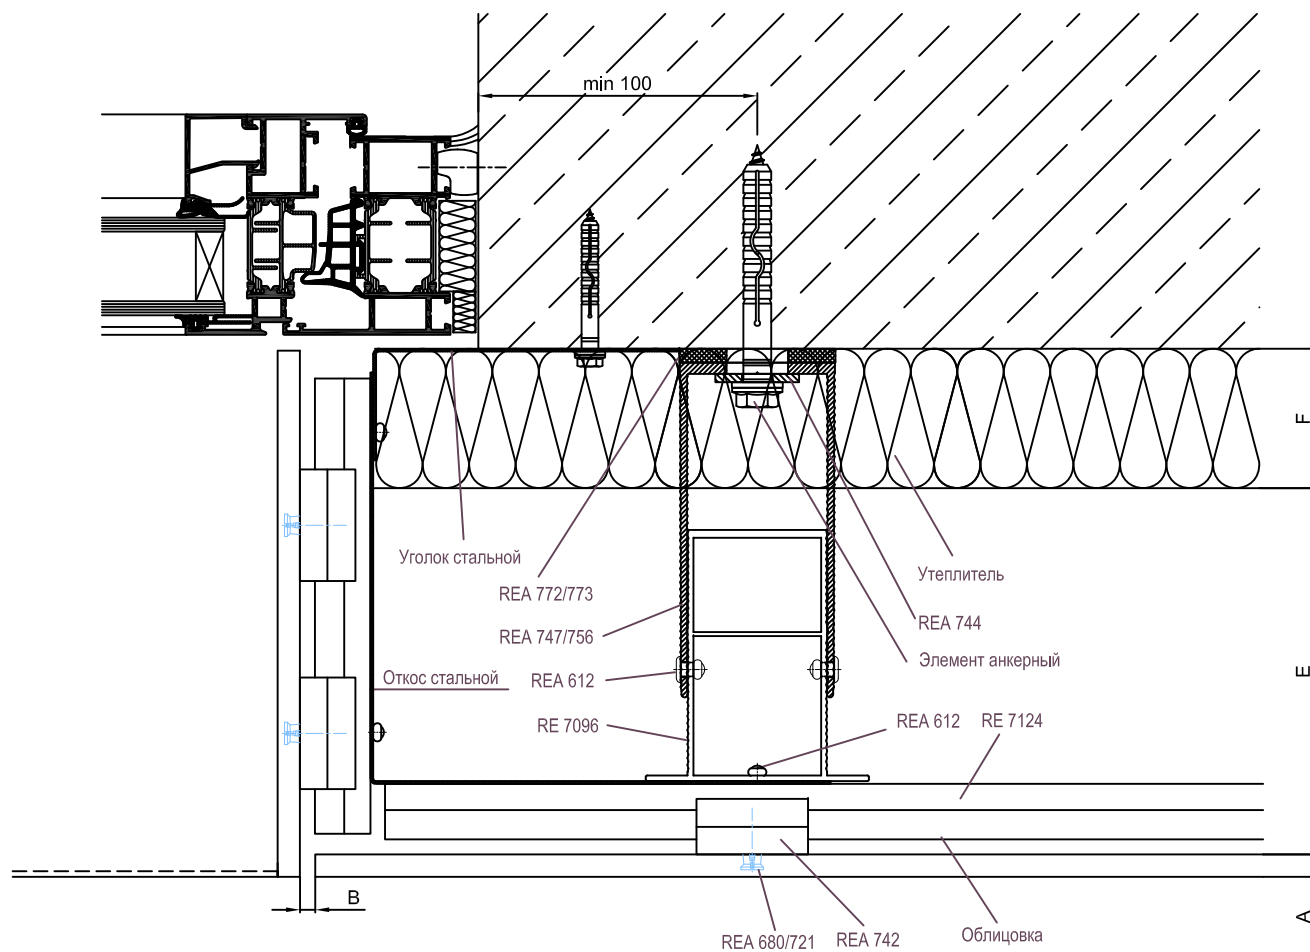 min 100
F
Уголок стальной
Утеплитель
REA 772/773
REA 744
REA 747/756
Элемент анкерный
E
Откос стальной
REA 612
RE 7096
REA 612
RE 7124
B
A
Облицовка
REA 680/721
REA 742